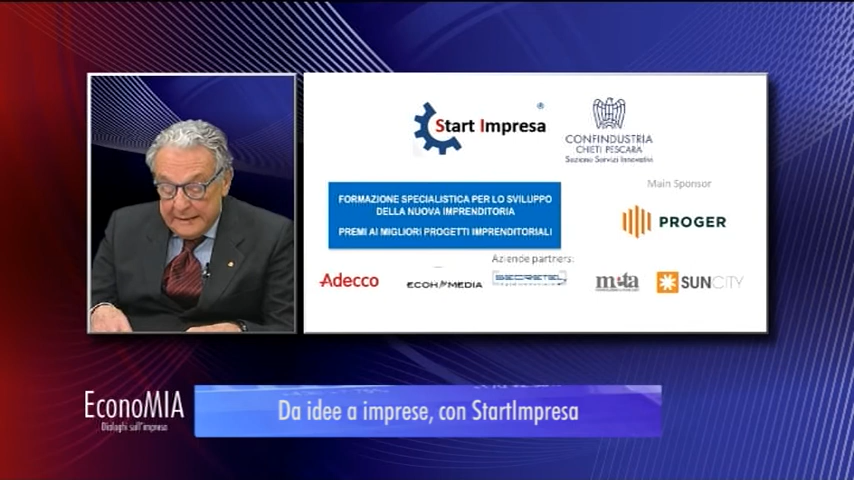 Start Impresa
®
CONFINDUSTRIA
CHIETI PESCARA
Sezione Servizi Innovativi
Main Sponsor
FORMAZIONE SPECIALISTICA PER LO SVILUPPO
DELLA NUOVA IMPRENDITORIA
PREMI AI MIGLIORI PROGETTI IMPRENDITORIALI
PROGER
Aziende partners:
Adecco
MEDIA
meta
SUNCITY
EconoMIA
Dialoghi sull'impresa
Da idee a imprese, con StartImpresa